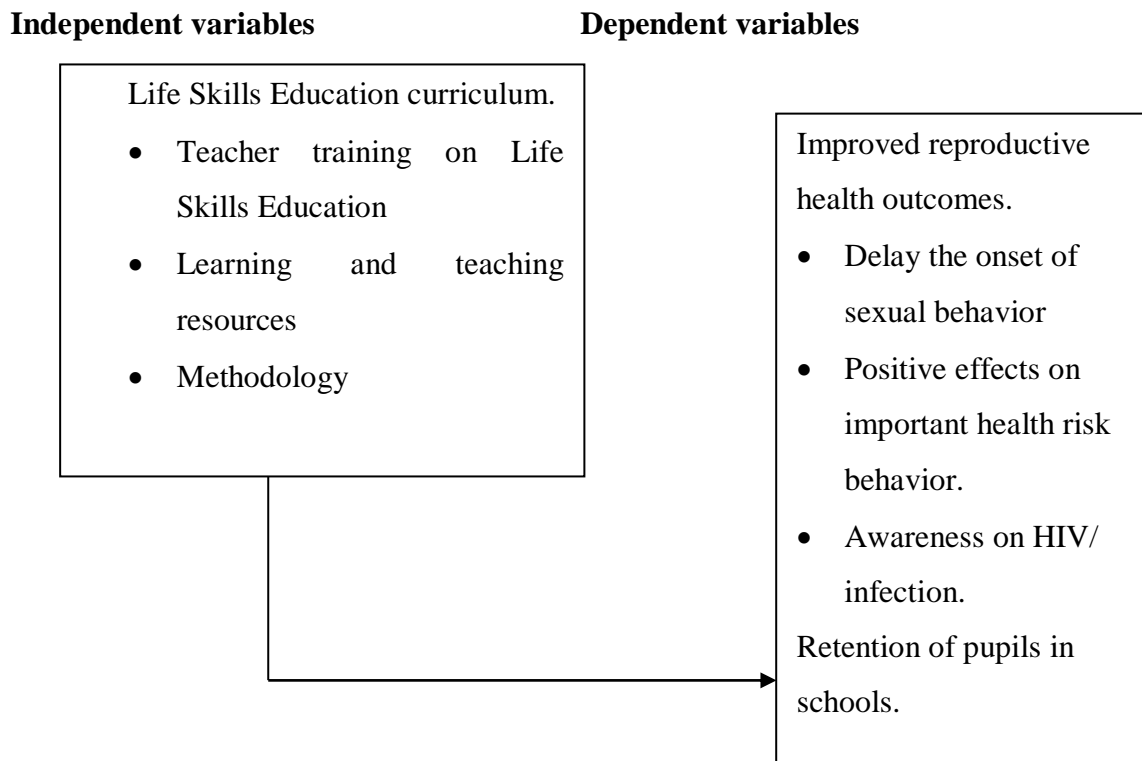 Independent variables
Dependent variables
Life Skills Education curriculum.
• Teacher training on Life
Skills Education
• Learning and teaching
resources
• Methodology
Improved reproductive
health outcomes.
• Delay the onset of
sexual behavior
• Positive effects on
important health risk
behavior.
• Awareness on HIV/
infection.
Retention of pupils in
schools.